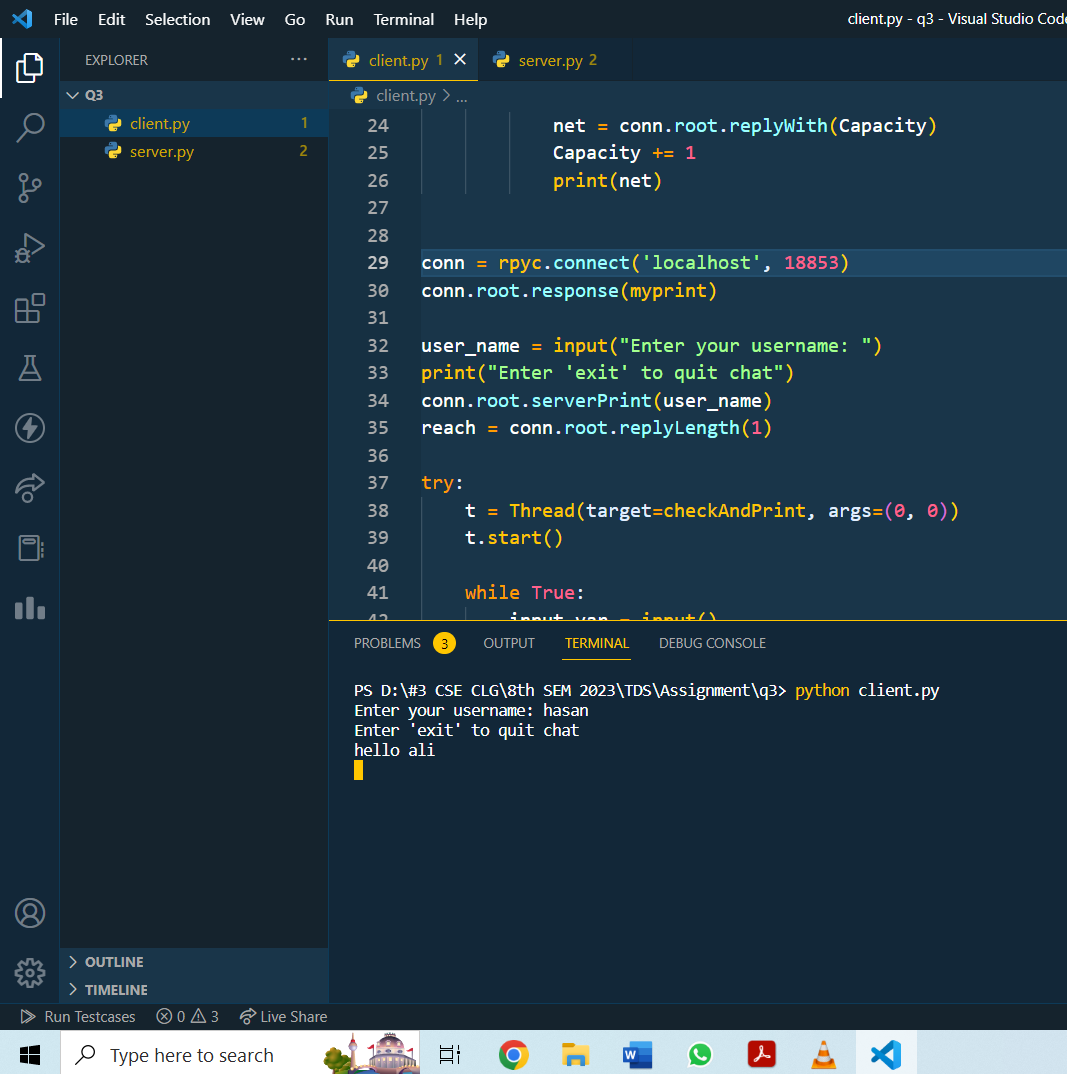 File Edit Selection View Go Run Terminal Help client.py - q3 - Visual Studio Code
EXPLORER ···
Q3
client.py 1
server.py 2
client.py 1 server.py 2
client.py > ...
24 net = conn.root.replyWith(Capacity)
25 Capacity += 1
26 print(net)
27
28
29 conn = rpyc.connect('localhost', 18853)
30 conn.root.response(myprint)
31
32 user_name = input("Enter your username: ")
33 print("Enter 'exit' to quit chat")
34 conn.root.serverPrint(user_name)
35 reach = conn.root.replyLength(1)
36
37 try:
38 t = Thread(target=checkAndPrint, args=(0, 0))
39 t.start()
40
41 while True:
42 input_van = input()
PROBLEMS 3 OUTPUT TERMINAL DEBUG CONSOLE
PS D:\#3 CSE CLG\8th SEM 2023\TDS\Assignment\q3> python client.py
Enter your username: hasan
Enter 'exit' to quit chat
hello ali
OUTLINE
TIMELINE
Run Testcases 0 3 Live Share
Type here to search